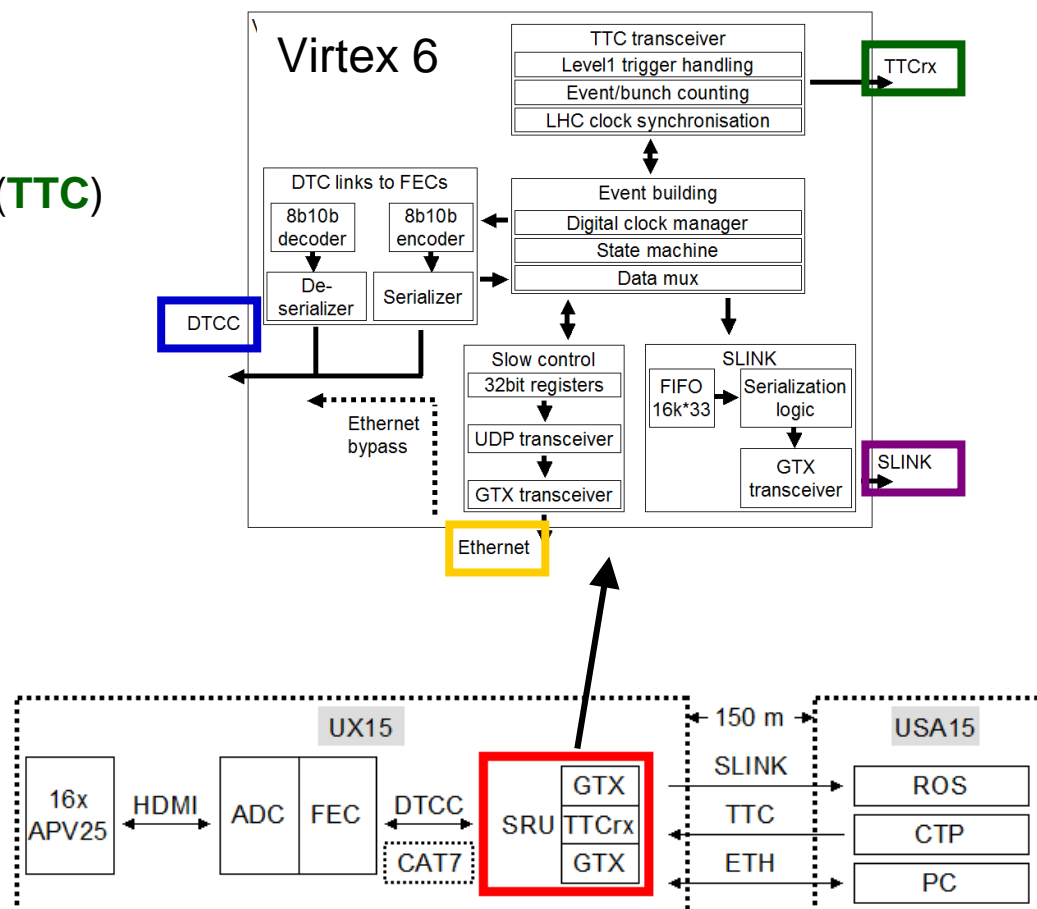 Virtex 6
TTC transceiver
Level1 trigger handling
Event/bunch counting
LHC clock synchronisation
TTCrx
(TTC)
DTC links to FECs
8b10b
decoder
8b10b
encoder
De-
serializer
Serializer
Event building
Digital clock manager
State machine
Data mux
DTCC
Ethernet
bypass
Slow control
32bit registers
UDP transceiver
GTX transceiver
SLINK
FIFO
16k*33
Serialization
logic
GTX
transceiver
SLINK
Ethernet
UX15
150 m
USA15
16x
APV25
HDMI
ADC
FEC
DTCC
CAT7
SRU
GTX
TTCrx
GTX
SLINK
TTC
ETH
ROS
CTP
PC